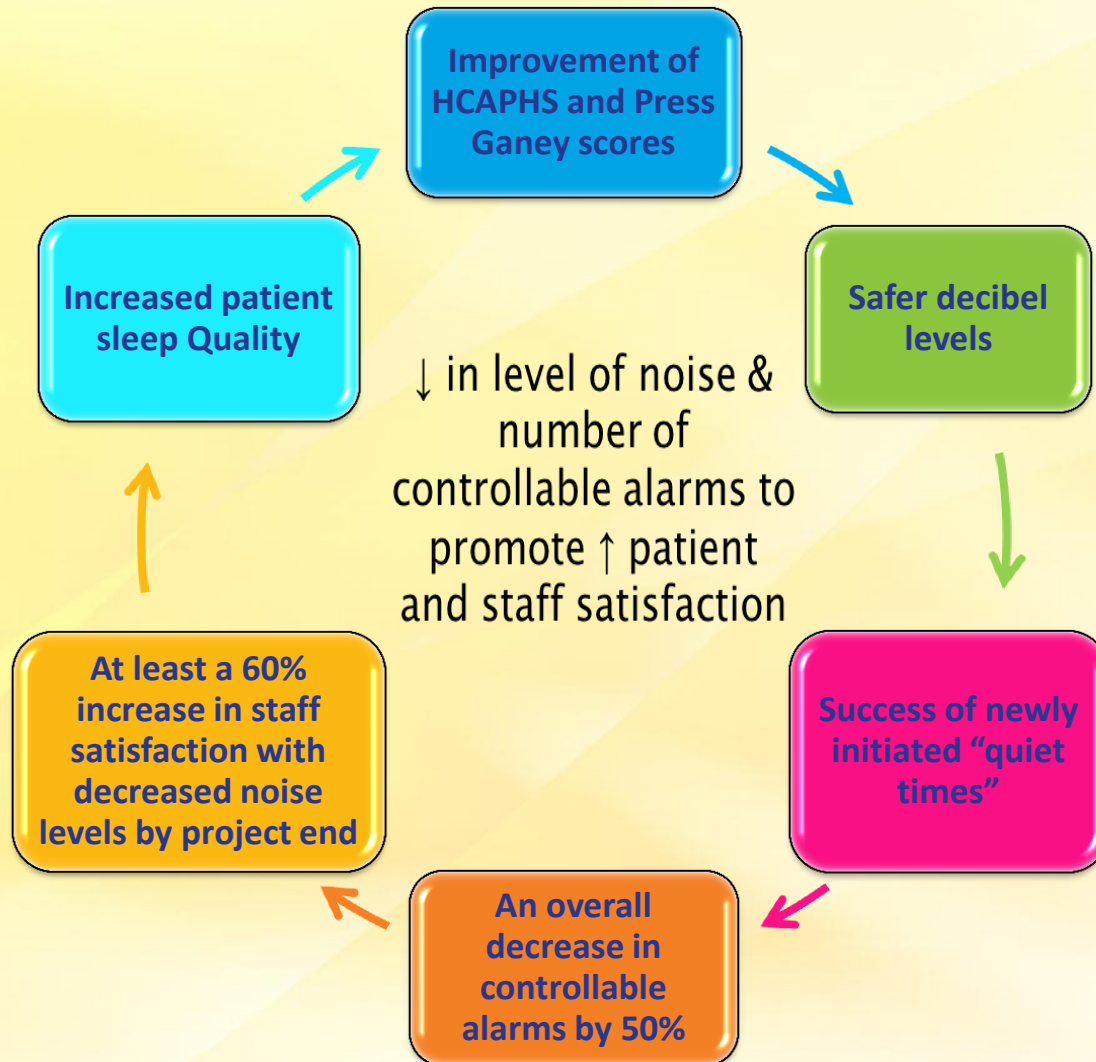 Improvement of
HCAPHS and Press
Ganey scores
Safer decibel
levels
Success of newly
initiated “quiet
times”
An overall
decrease in
controllable
alarms by 50%
At least a 60%
increase in staff
satisfaction with
decreased noise
levels by project end
Increased patient
sleep Quality
↓ in level of noise &
number of
controllable alarms to
promote ↑ patient
and staff satisfaction